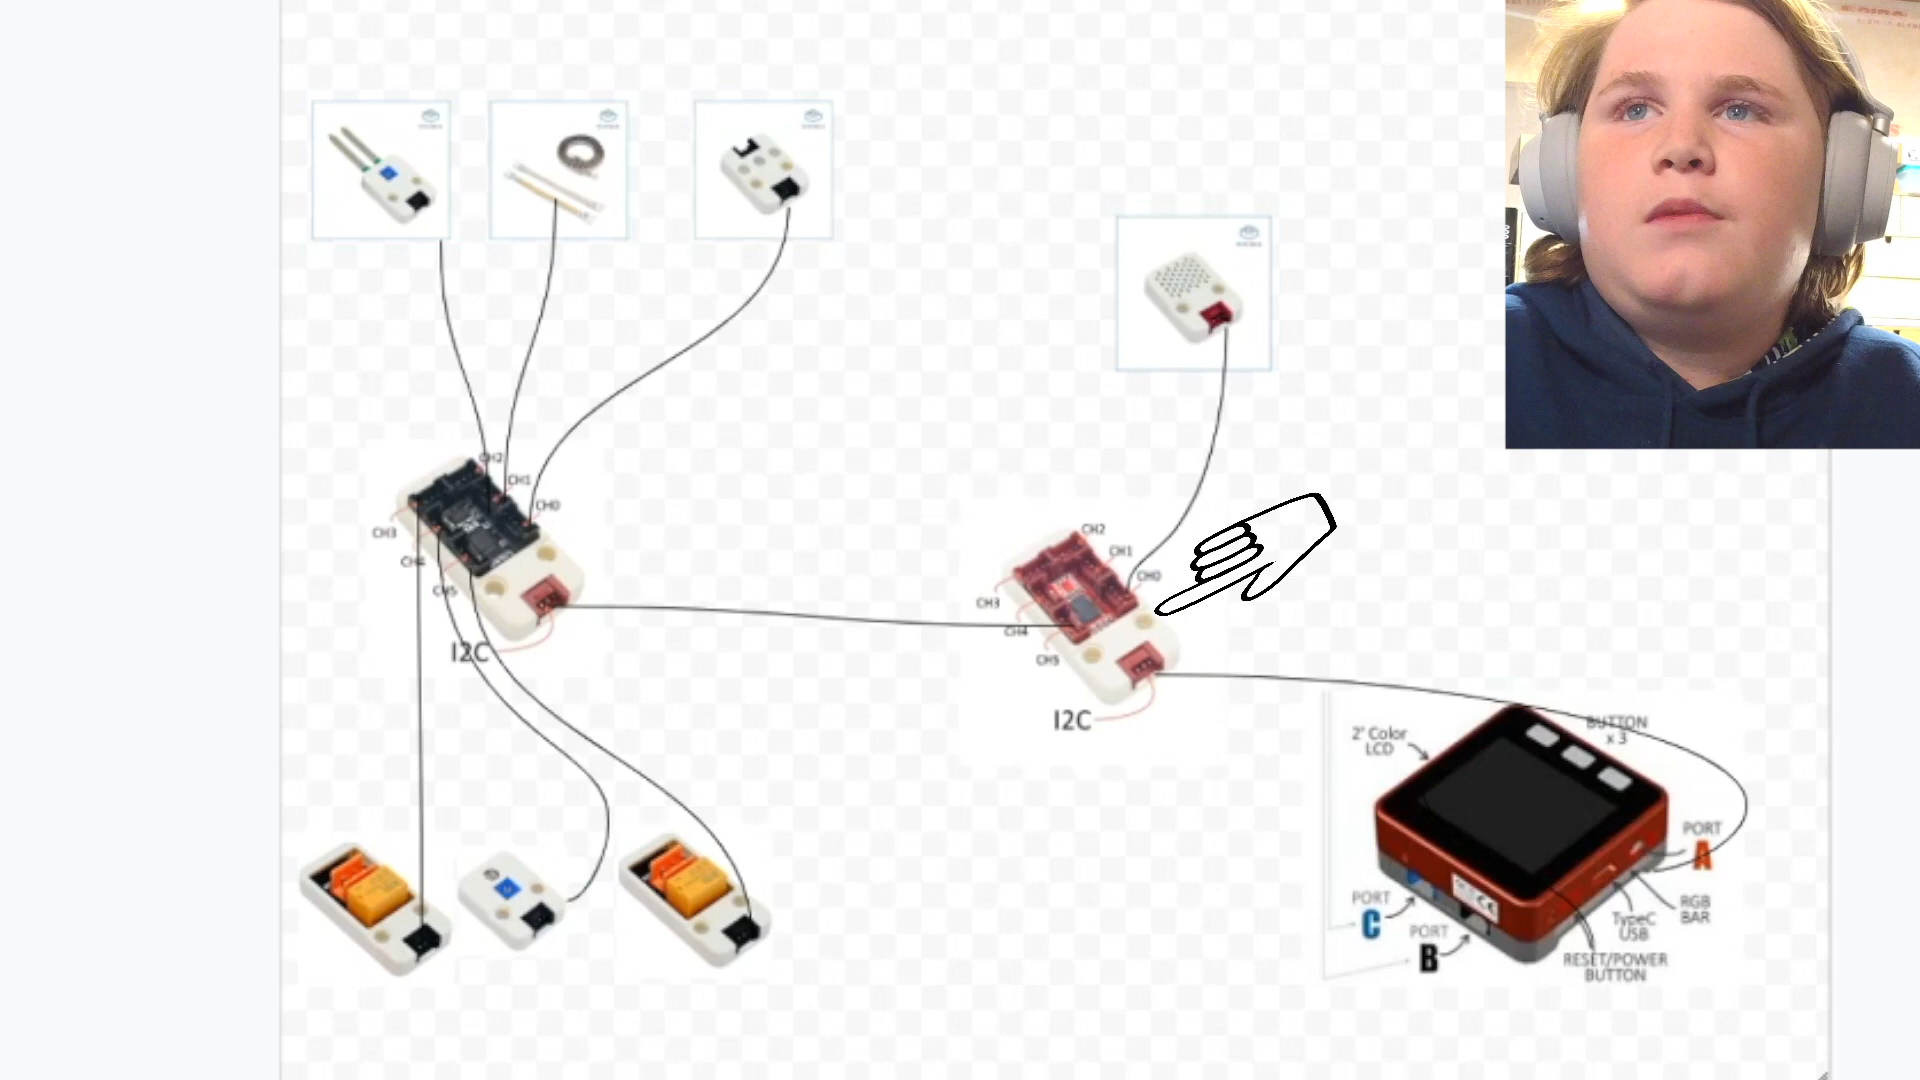 CH2
CH1
CH0
CH3
CH4
CH5
I2C
CH2
CH1
CH0
CH3
CH4
CH5
I2C
2' Color
LCD
BUTTON
x 3
PORT
A
RGB
BAR
TypeC
USB
PORT
C
PORT
B
RESET/POWER
BUTTON